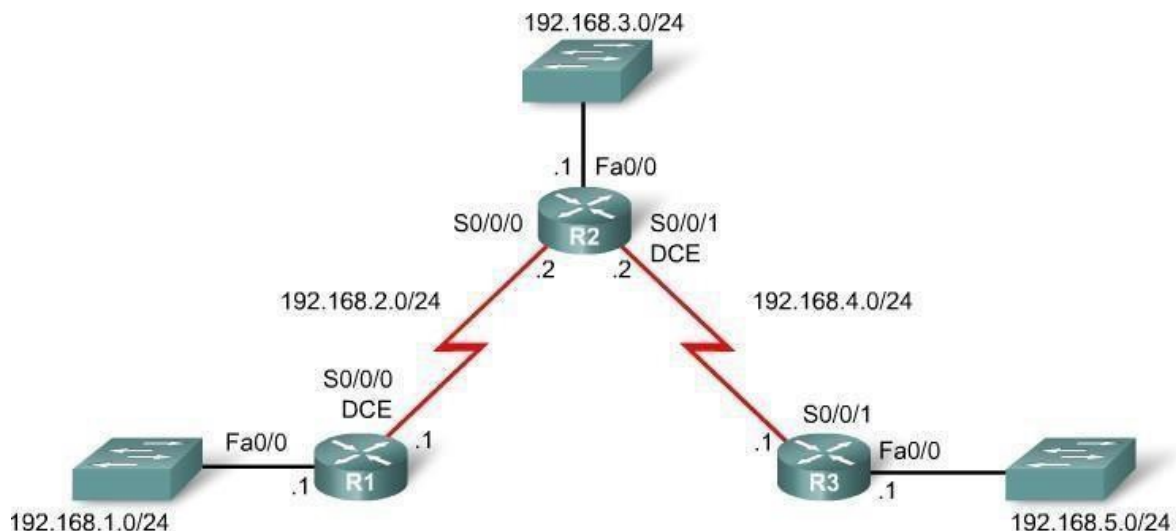 192.168.3.0/24
.1 Fa0/0
S0/0/0 R2 S0/0/1
DCE
.2 .2
192.168.2.0/24 192.168.4.0/24
S0/0/0
DCE
S0/0/1
Fa0/0 .1 .1 Fa0/0
.1 R1 R3 .1
192.168.1.0/24 192.168.5.0/24